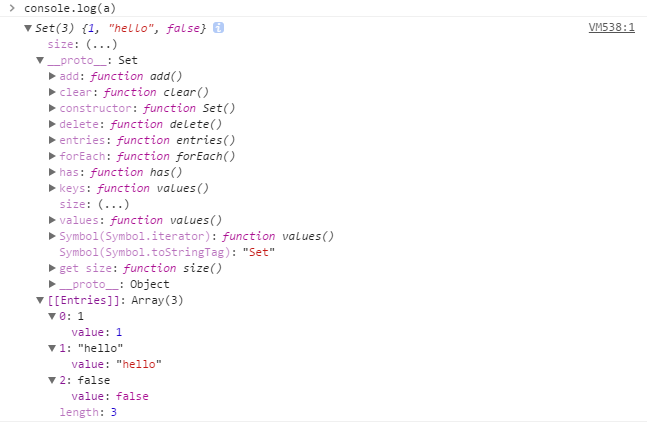 > console.log(a)
▼Set(3) {1, "hello", false} i VM538:1
size: (...)
▼__proto__: Set
▶add: function add()
▶clear: function clear()
▶constructor: function Set()
▶delete: function delete()
▶entries: function entries()
▶forEach: function forEach()
▶has: function has()
▶keys: function values()
size: (...)
▶values: function values()
▶Symbol(Symbol.iterator): function values()
Symbol(Symbol.toStringTag): "Set"
▶get size: function size()
▶__proto__: Object
▼[[Entries]]: Array(3)
▼0: 1
value: 1
▼1: "hello"
value: "hello"
▼2: false
value: false
length: 3